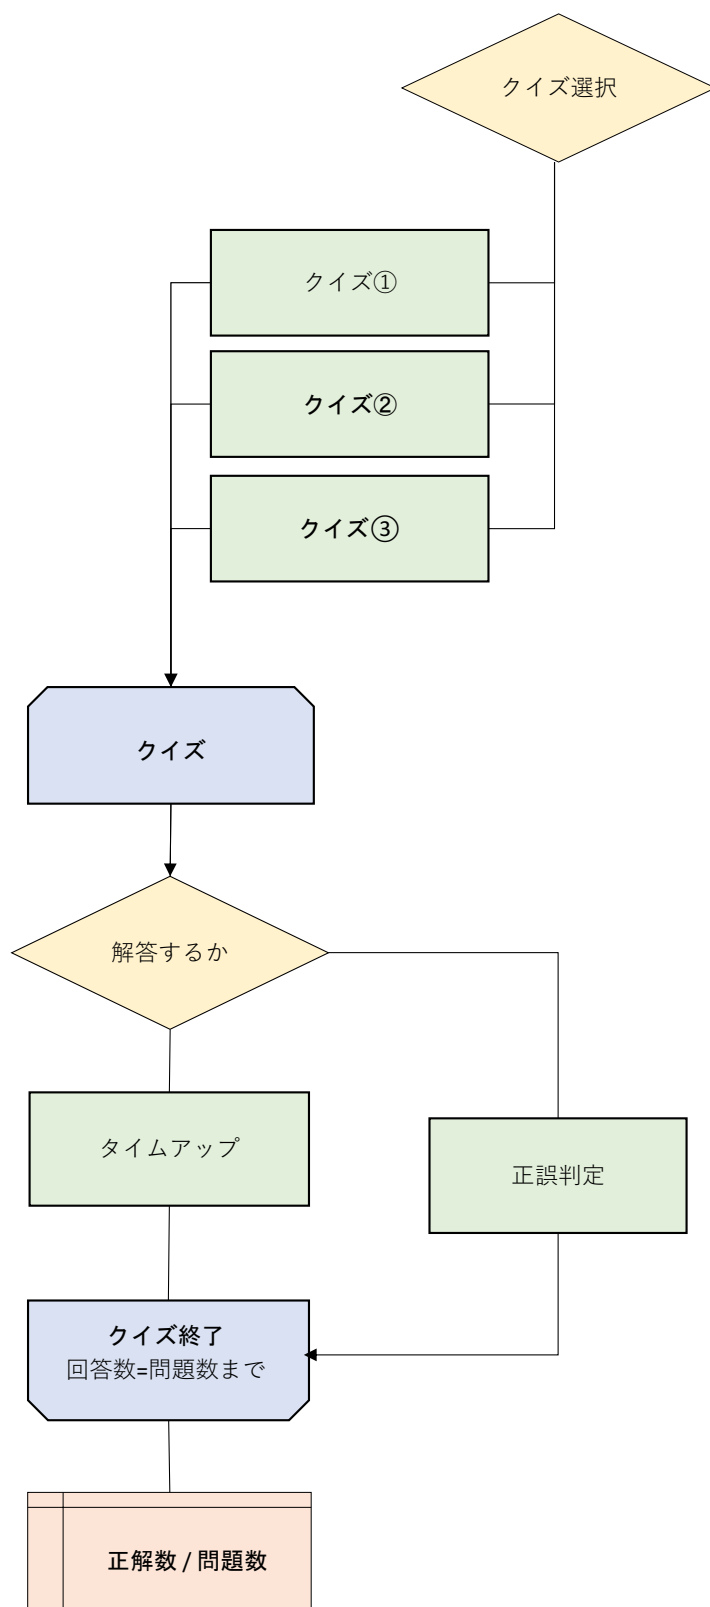 クイズ選択
クイズ①
クイズ②
クイズ③
クイズ
解答するか
タイムアップ
正誤判定
クイズ終了
回答数=問題数まで
正解数 / 問題数